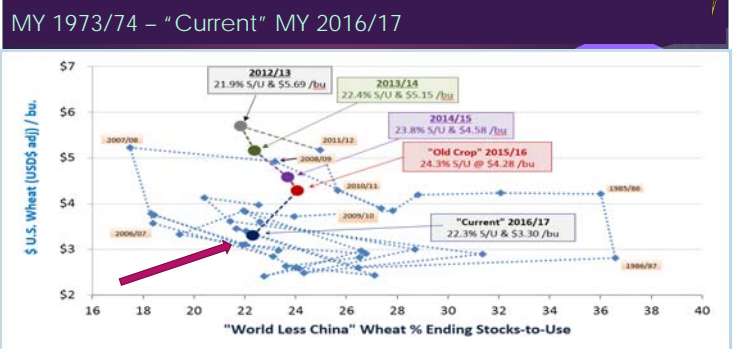 MY 1973/74 – “Current” MY 2016/17
$7
$6
$5
$4
$3
$2
$ U.S. Wheat (USD$ adj) / bu.
2012/13
21.9% S/U & $5.69 /bu
2013/14
22.4% S/U & $5.15 /bu
2014/15
23.8% S/U & $4.58 /bu
"Old Crop" 2015/16
24.3% S/U @ $4.28 /bu
"Current" 2016/17
22.3% S/U & $3.30 /bu
2007/08
2011/12
2008/09
2010/11
1985/86
2009/10
2006/07
1986/87
16 18 20 22 24 26 28 30 32 34 36 38 40
"World Less China" Wheat % Ending Stocks-to-Use